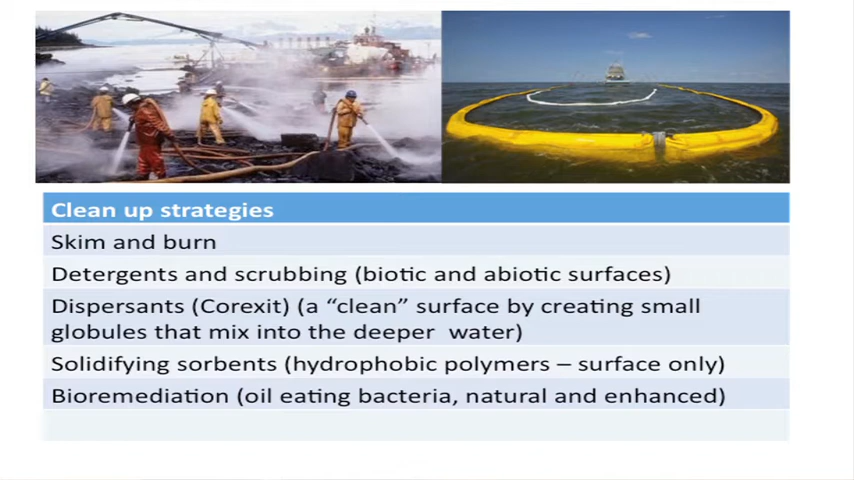 Clean up strategies
Skim and burn
Detergents and scrubbing (biotic and abiotic surfaces)
Dispersants (Corexit) (a “clean” surface by creating small
globules that mix into the deeper water)
Solidifying sorbents (hydrophobic polymers – surface only)
Bioremediation (oil eating bacteria, natural and enhanced)